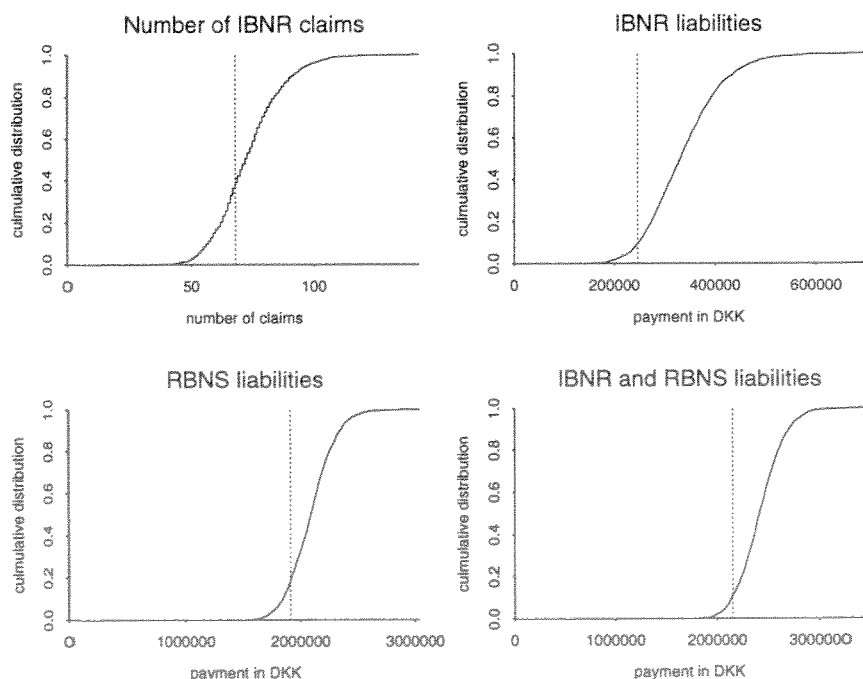 Number of IBNR claims
culmulative distribution
0.0 0.2 0.4 0.6 0.8 1.0
0 50 100
number of claims
IBNR liabilities
culmulative distribution
0.0 0.2 0.4 0.6 0.8 1.0
0 200000 400000 600000
payment in DKK
RBNS liabilities
culmulative distribution
0.0 0.2 0.4 0.6 0.8 1.0
0 1000000 2000000 3000000
payment in DKK
IBNR and RBNS liabilities
culmulative distribution
0.0 0.2 0.4 0.6 0.8 1.0
0 1000000 2000000 3000000
payment in DKK